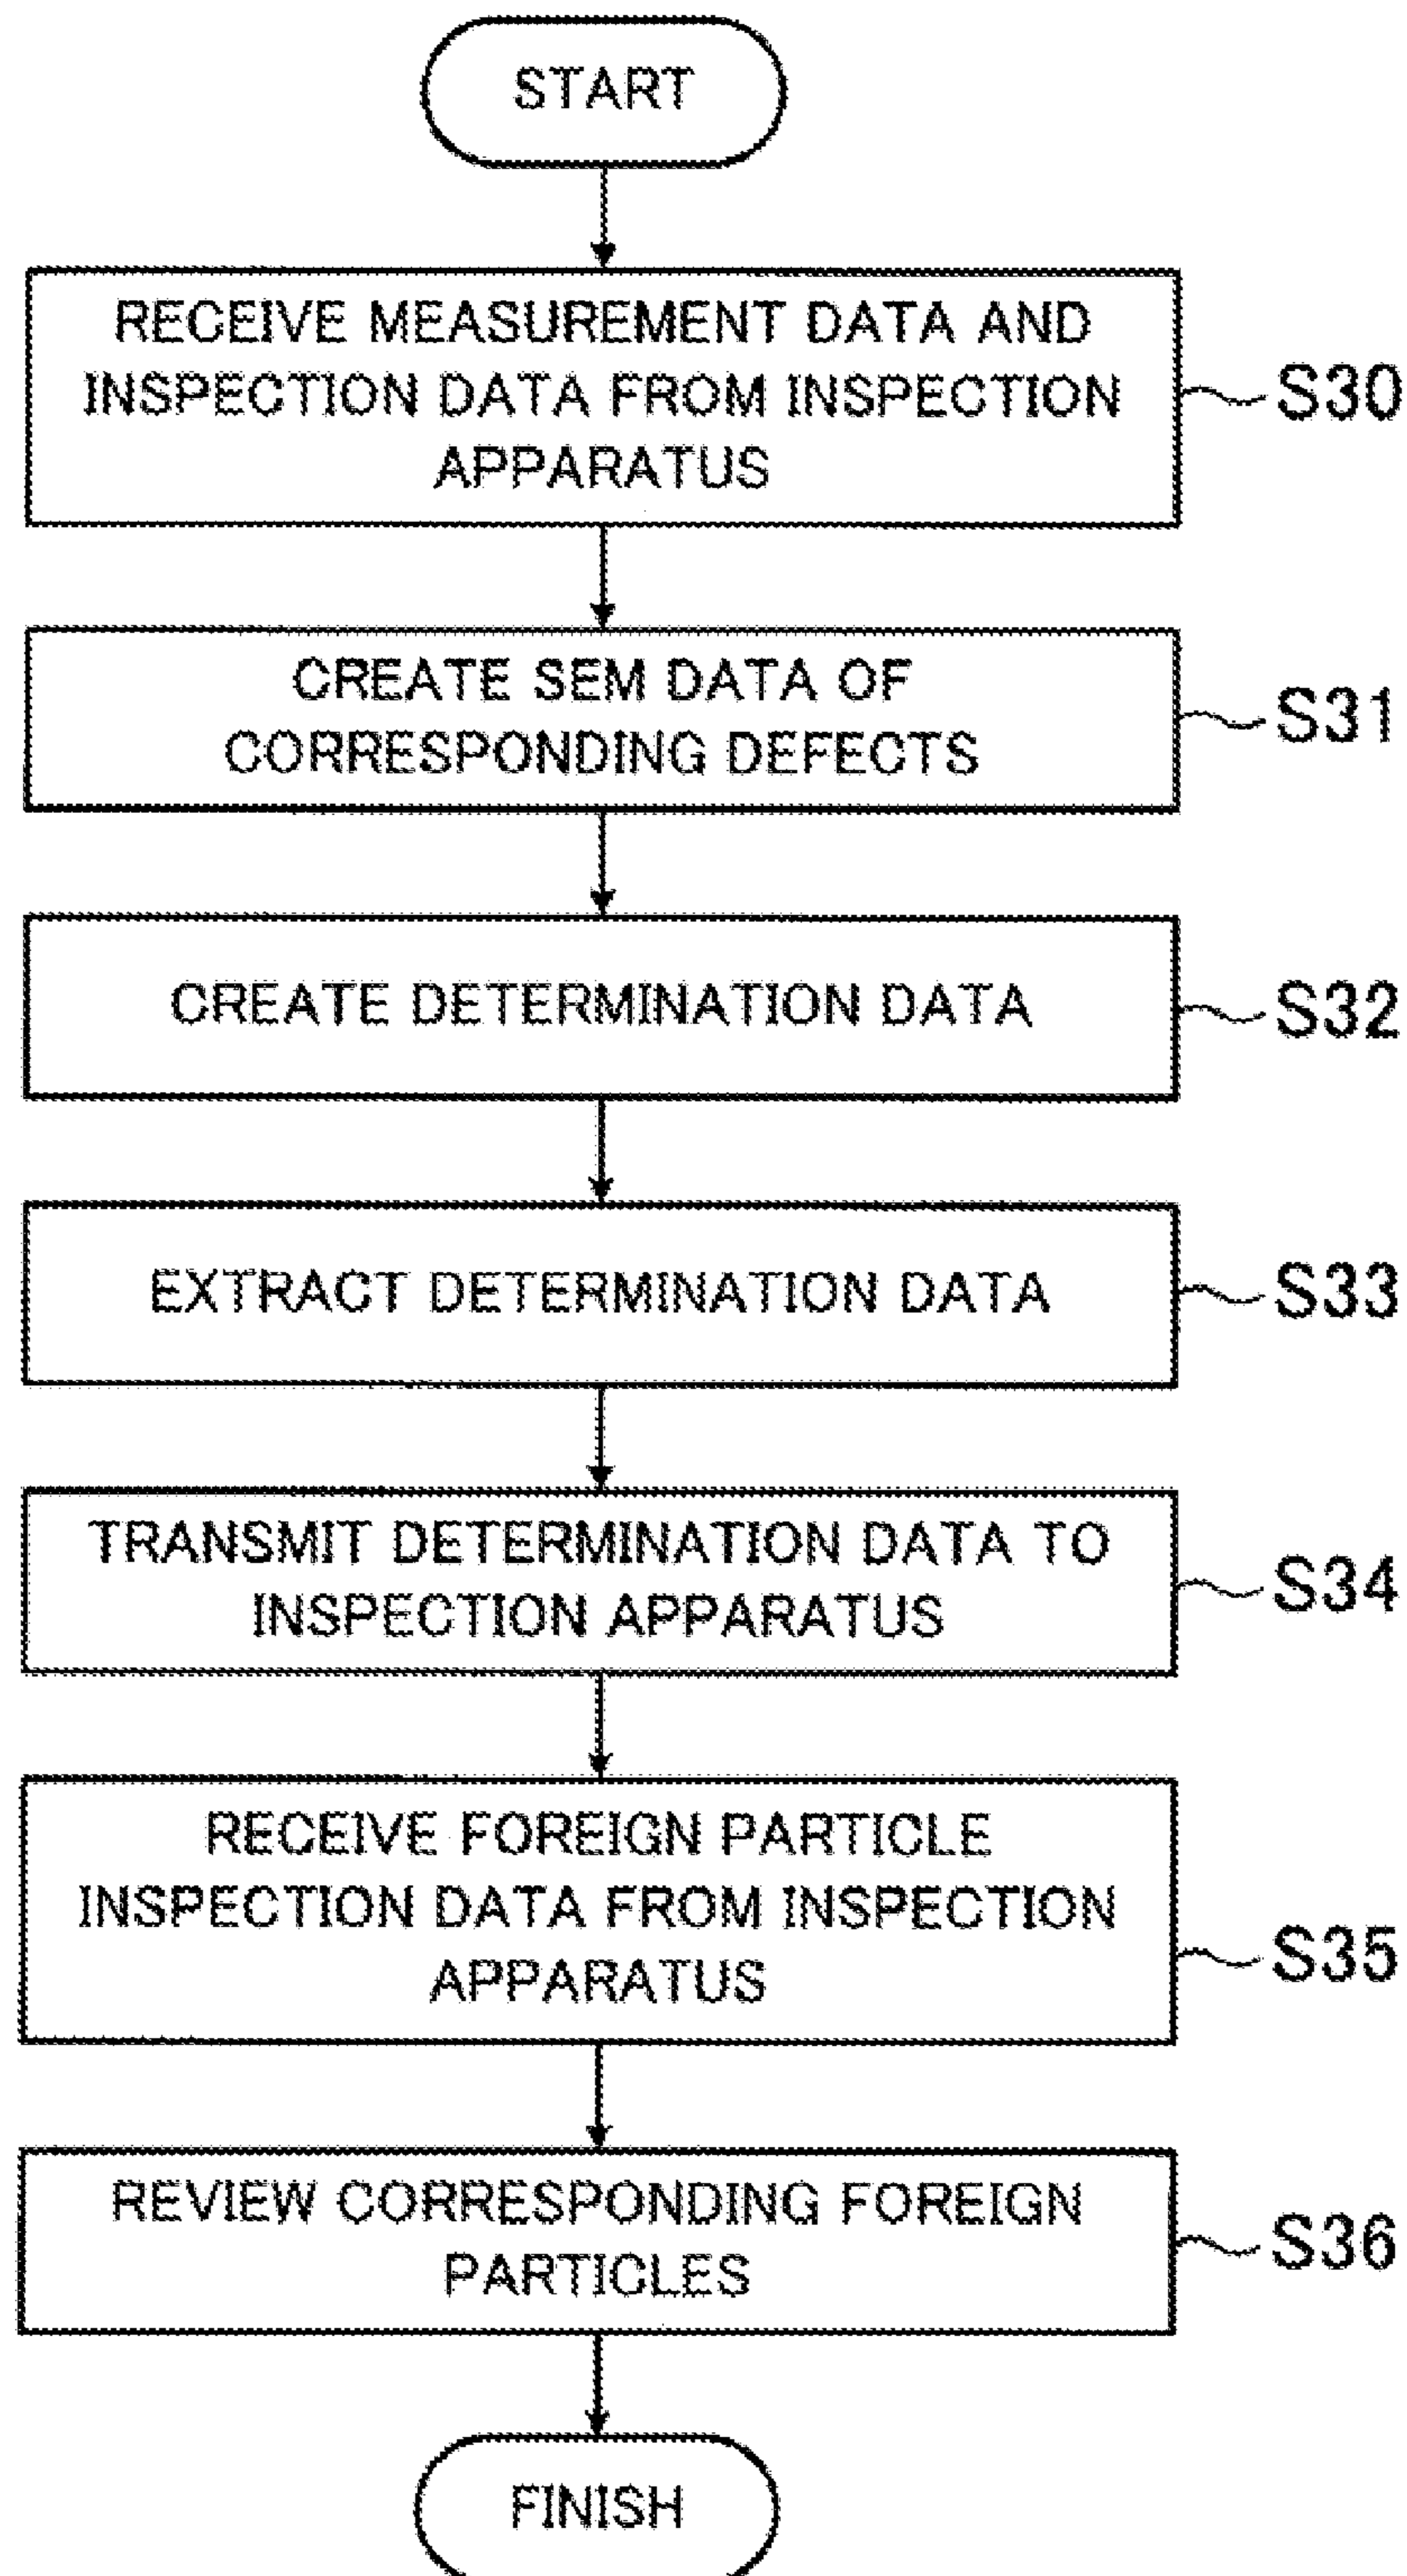 START
RECEIVE MEASUREMENT DATA AND
INSPECTION DATA FROM INSPECTION
APPARATUS
S30
CREATE SEM DATA OF
CORRESPONDING DEFECTS
S31
CREATE DETERMINATION DATA
S32
EXTRACT DETERMINATION DATA
S33
TRANSMIT DETERMINATION DATA TO
INSPECTION APPARATUS
S34
RECEIVE FOREIGN PARTICLE
INSPECTION DATA FROM INSPECTION
APPARATUS
S35
REVIEW CORRESPONDING FOREIGN
PARTICLES
S36
FINISH